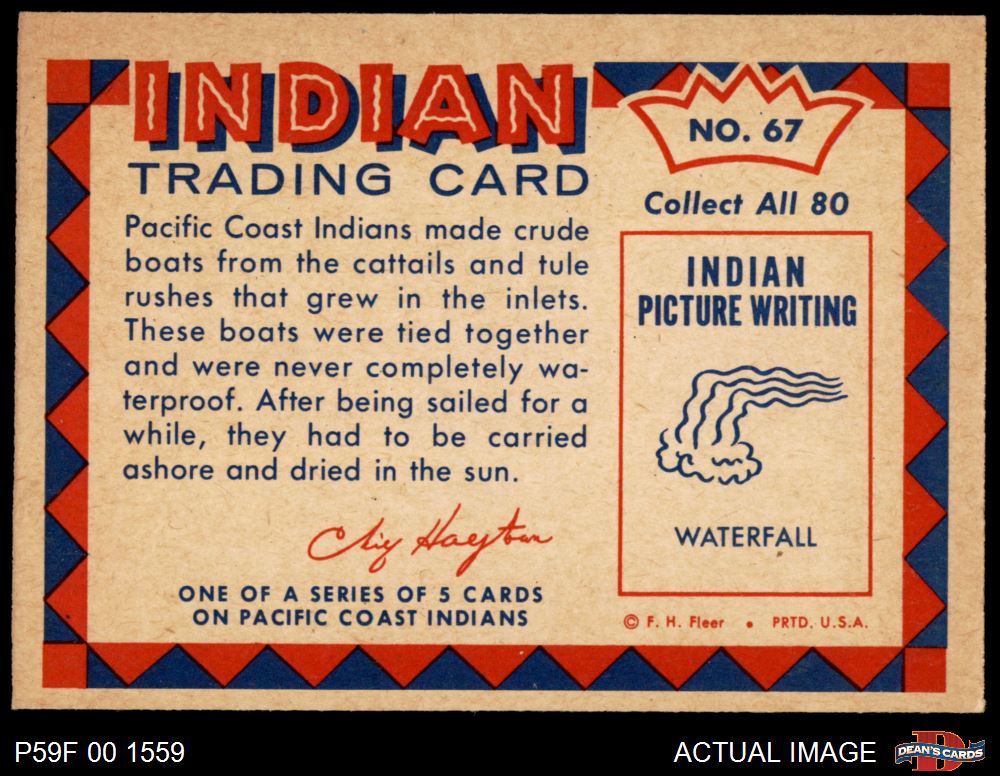 INDIAN
TRADING CARD
Pacific Coast Indians made crude
boats from the cattails and tule
rushes that grew in the inlets.
These boats were tied together
and were never completely wa-
terproof. After being sailed for a
while, they had to be carried
ashore and dried in the sun.
Chief Haystan
ONE OF A SERIES OF 5 CARDS
ON PACIFIC COAST INDIANS
NO. 67
Collect All 80
INDIAN
PICTURE WRITING
WATERFALL
© F. H. Fleer • PRTD. U.S.A.
P59F 00 1559
ACTUAL IMAGE
D
DEAN'S CARDS